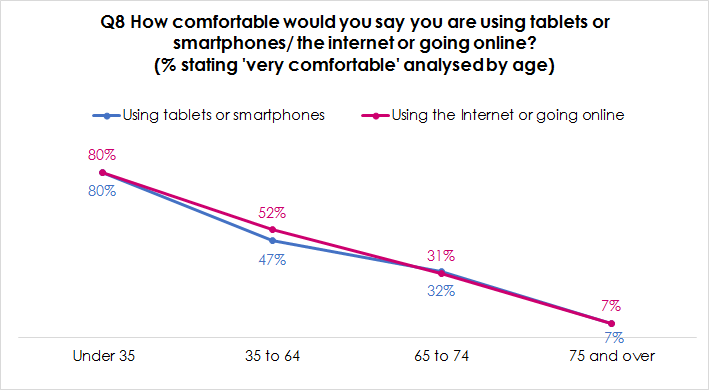 Q8 How comfortable would you say you are using tablets or
smartphones/ the internet or going online?
(% stating 'very comfortable' analysed by age)
Using tablets or smartphones
Using the Internet or going online
80%
80%
52%
47%
31%
32%
7%
7%
Under 35
35 to 64
65 to 74
75 and over